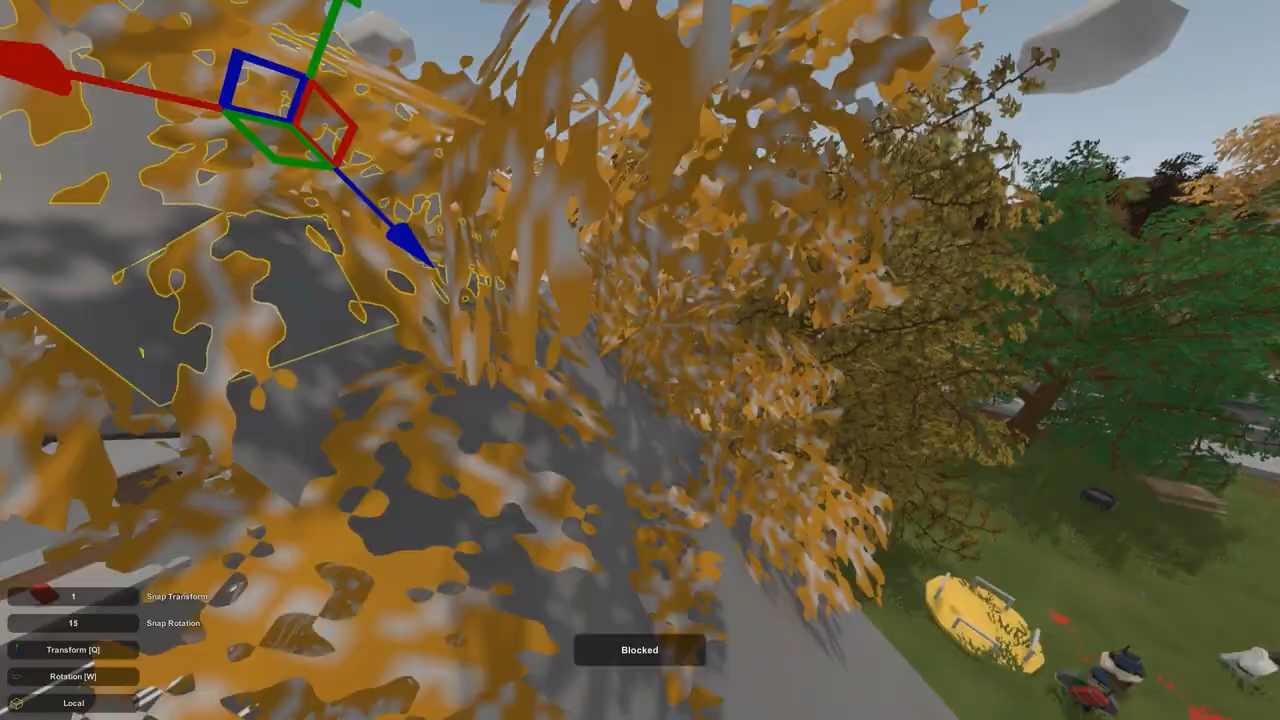 1 Snap Transform
15 Snap Rotation
Transform [Q]
Rotation [W]
Local
Blocked